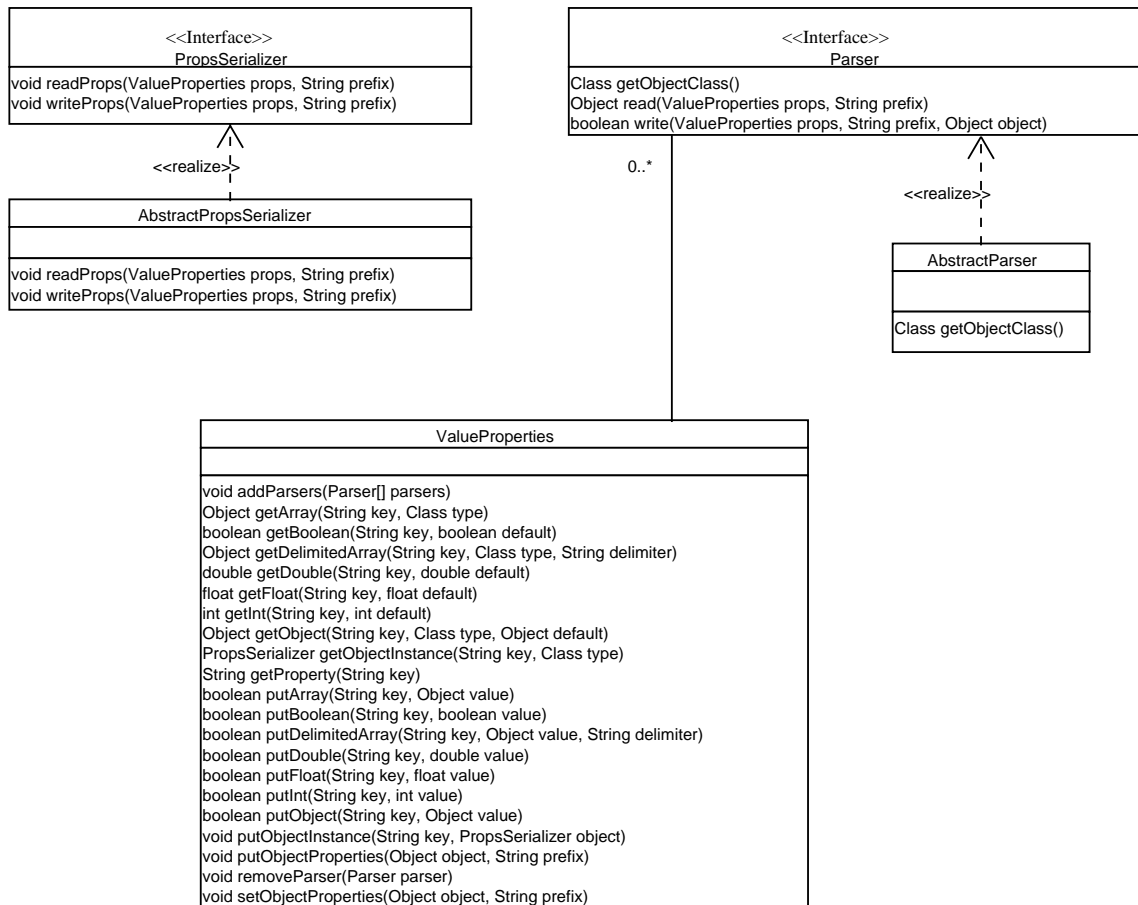 <<Interface>>
PropsSerializer
void readProps(ValueProperties props, String prefix)
void writeProps(ValueProperties props, String prefix)
<<realize>>
AbstractPropsSerializer
void readProps(ValueProperties props, String prefix)
void writeProps(ValueProperties props, String prefix)
<<Interface>>
Parser
Class getObjectClass()
Object read(ValueProperties props, String prefix)
boolean write(ValueProperties props, String prefix, Object object)
0..*
<<realize>>
AbstractParser
Class getObjectClass()
ValueProperties
void addParsers(Parser[] parsers)
Object getArray(String key, Class type)
boolean getBoolean(String key, boolean default)
Object getDelimitedArray(String key, Class type, String delimiter)
double getDouble(String key, double default)
float getFloat(String key, float default)
int getInt(String key, int default)
Object getObject(String key, Class type, Object default)
PropsSerializer getObjectInstance(String key, Class type)
String getProperty(String key)
boolean putArray(String key, Object value)
boolean putBoolean(String key, boolean value)
boolean putDelimitedArray(String key, Object value, String delimiter)
boolean putDouble(String key, double value)
boolean putFloat(String key, float value)
boolean putInt(String key, int value)
boolean putObject(String key, Object value)
void putObjectInstance(String key, PropsSerializer object)
void putObjectProperties(Object object, String prefix)
void removeParser(Parser parser)
void setObjectProperties(Object object, String prefix)